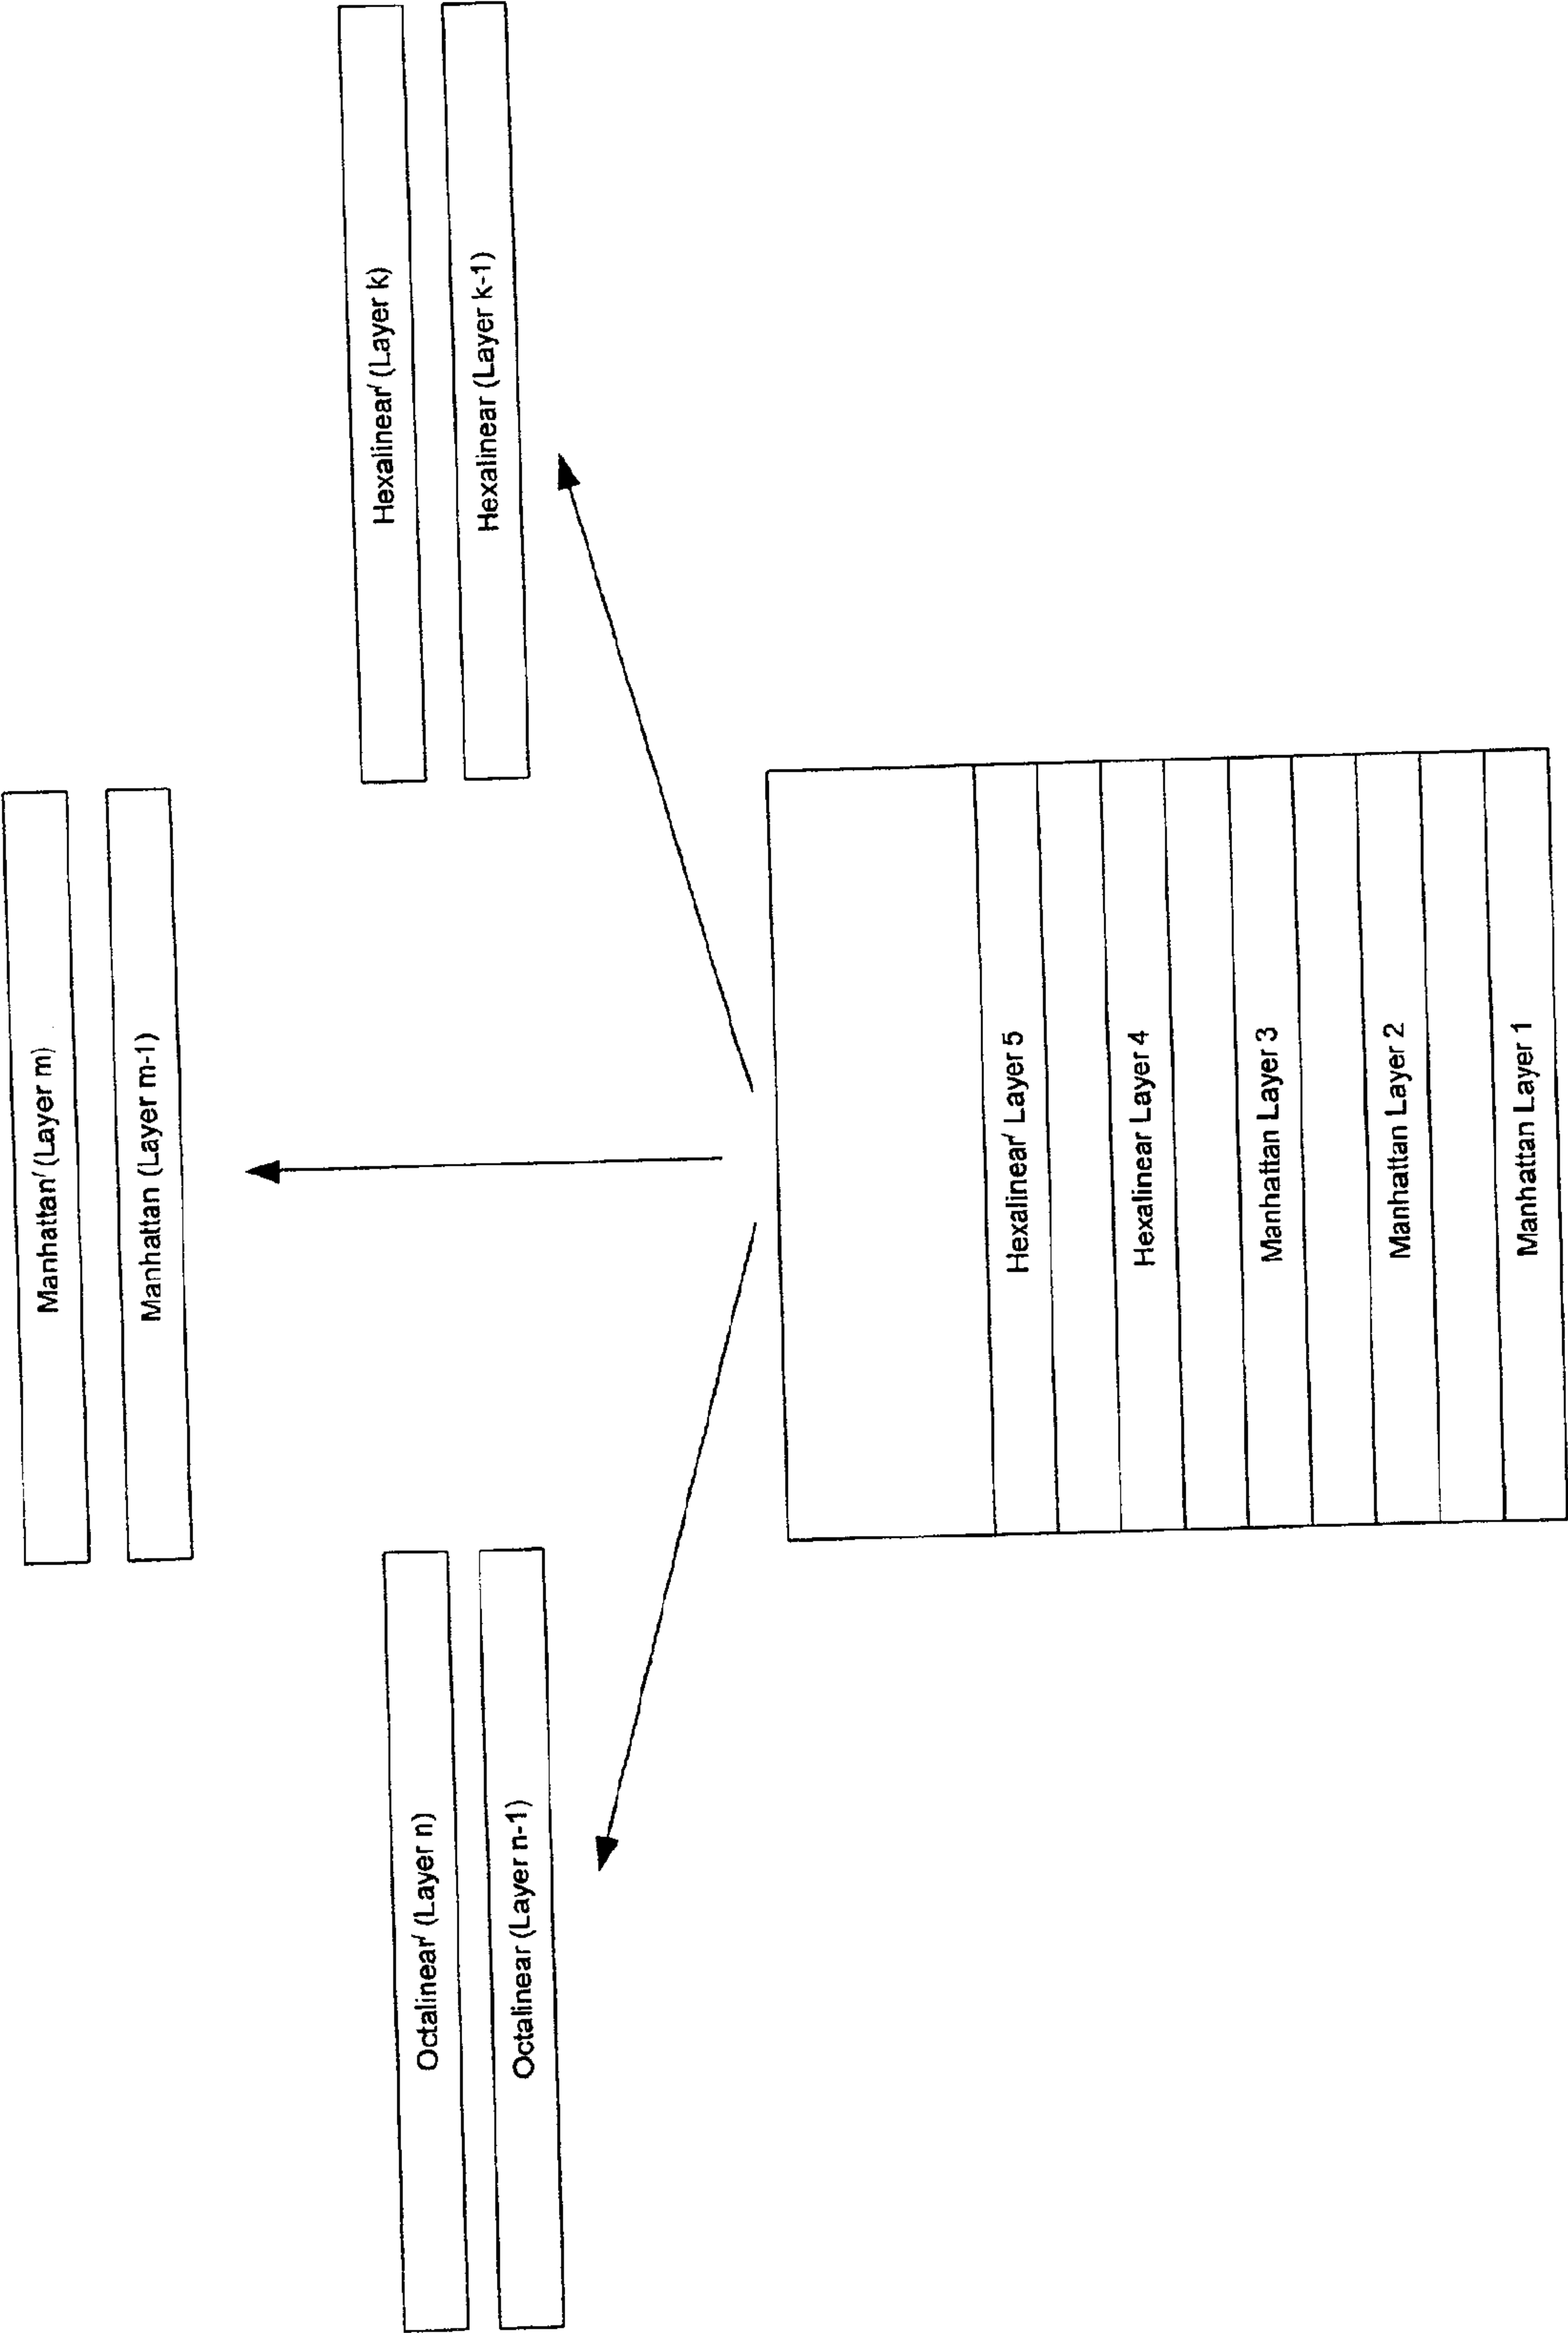 Manhattan' (Layer m)
Manhattan (Layer m-1)
Octalinear' (Layer n)
Octalinear (Layer n-1)
Hexalinear' (Layer k)
Hexalinear (Layer k-1)
Hexalinear' Layer 5
Hexalinear Layer 4
Manhattan Layer 3
Manhattan Layer 2
Manhattan Layer 1